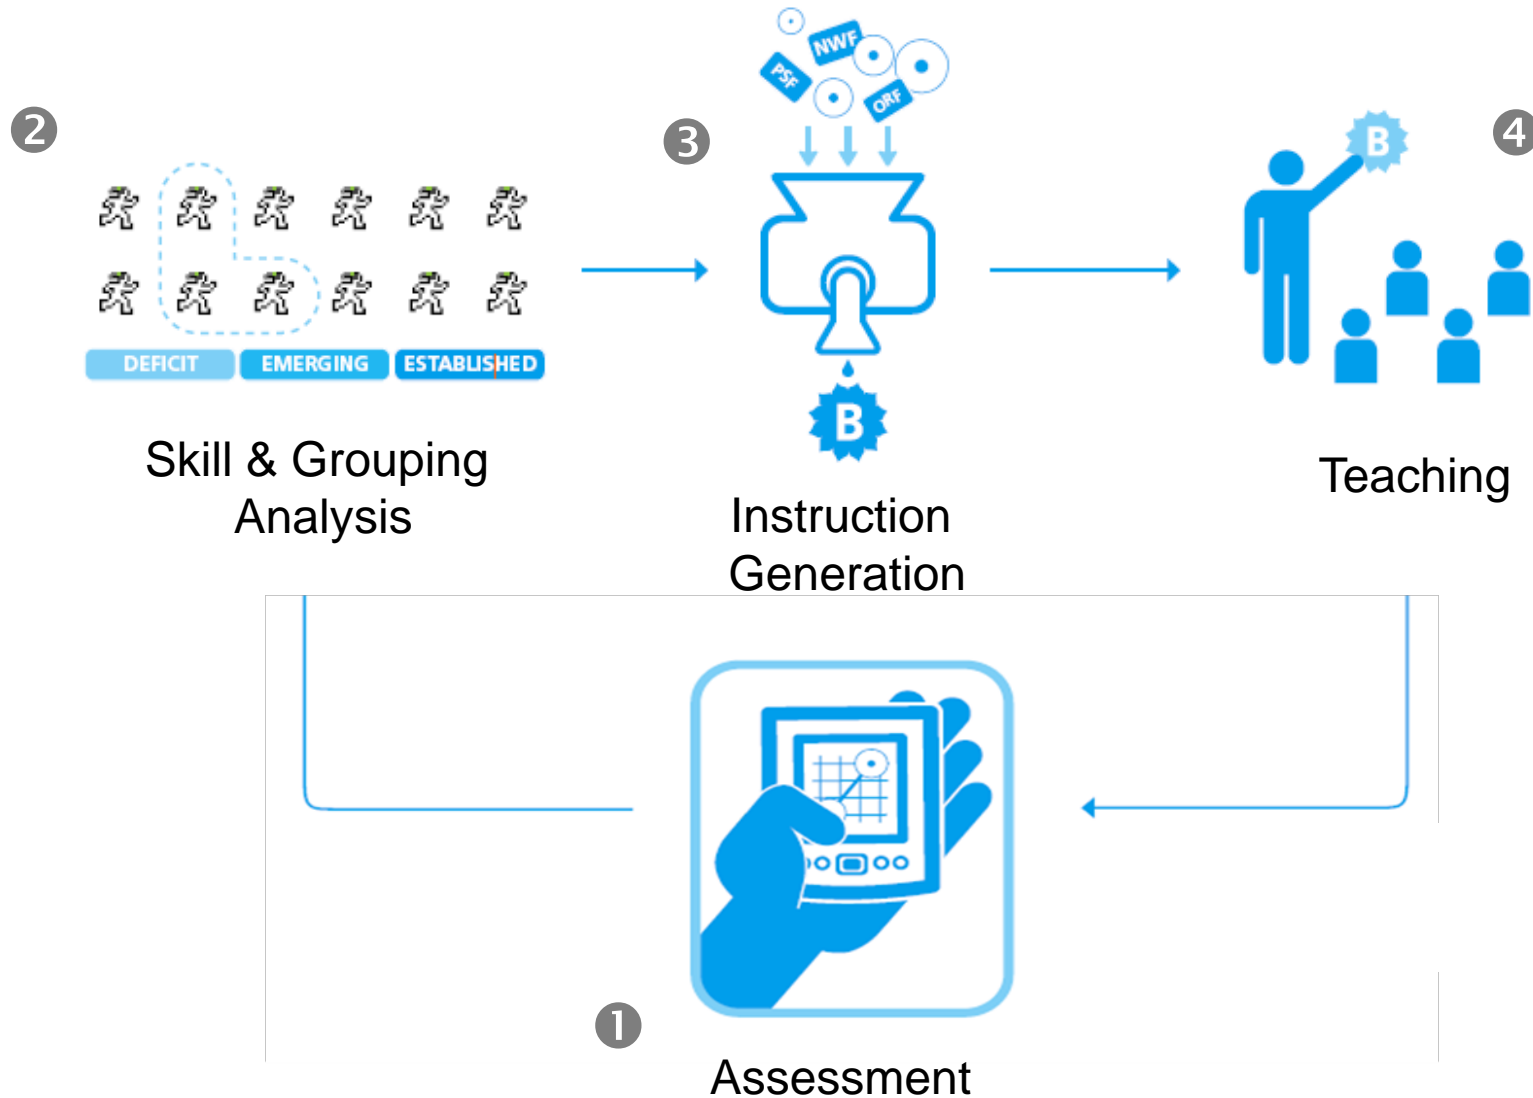 NWF
PSF
ORF
2
3
4
B
DEFICIT
EMERGING
ESTABLISHED
B
Skill & Grouping
Analysis
Instruction
Generation
Teaching
1
Assessment